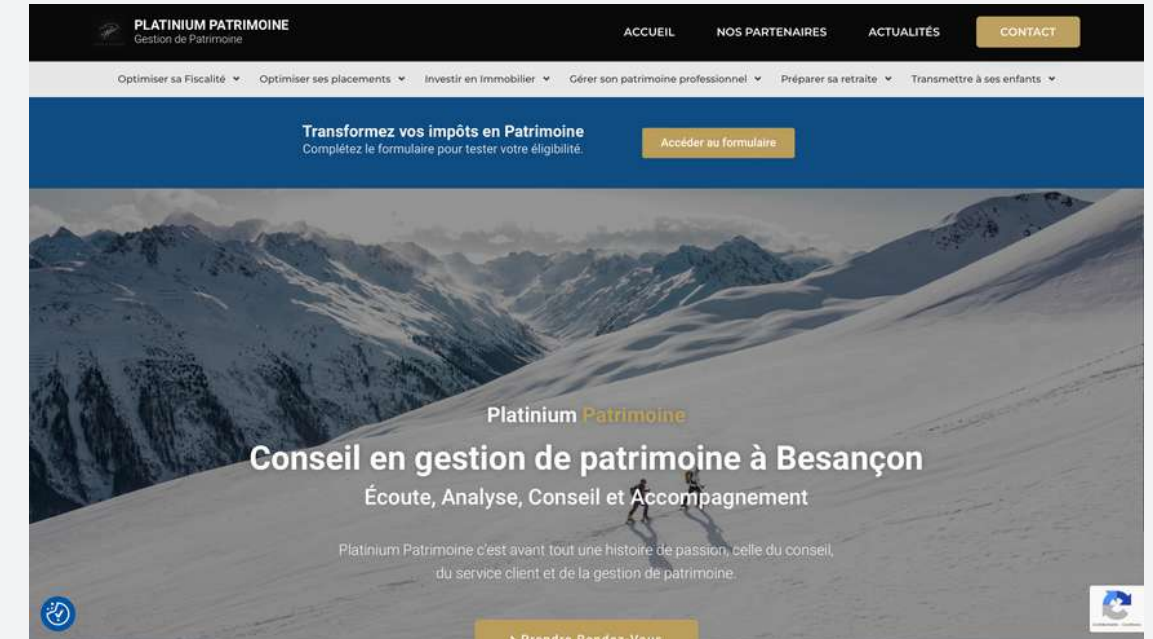 PLATINIUM PATRIMOINE
Gestion de Patrimoine
ACCUEIL NOS PARTENAIRES ACTUALITÉS CONTACT
Optimiser sa Fiscalité Optimiser ses placements Investir en Immobilier Gérer son patrimoine professionnel Préparer sa retraite Transmettre à ses enfants
Transformez vos impôts en Patrimoine
Complétez le formulaire pour tester votre éligibilité.
Accéder au formulaire
Platinium Patrimoine
Conseil en gestion de patrimoine à Besançon
Écoute, Analyse, Conseil et Accompagnement
Platinium Patrimoine c'est avant tout une histoire de passion, celle du conseil,
du service client et de la gestion de patrimoine.
Prendre Rendez-Vous